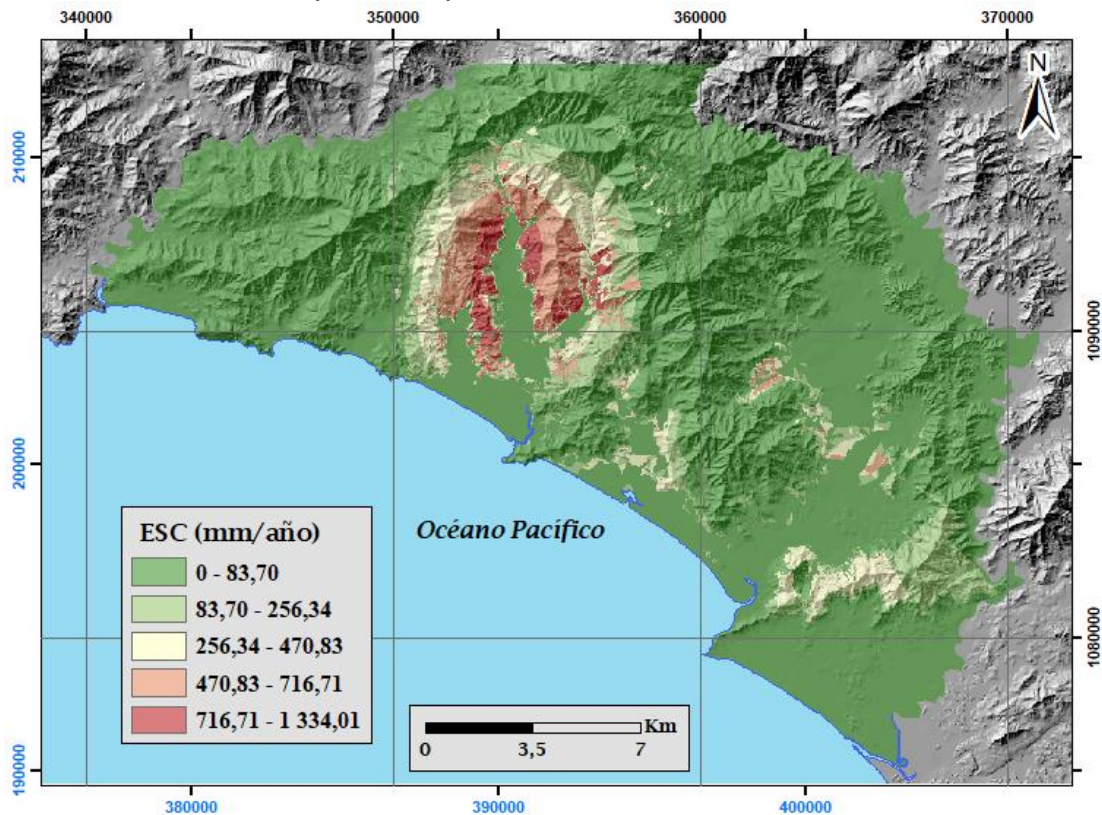 340000 350000 360000 370000
N
210000
1090000
200000
Océano Pacífico
ESC (mm/año)
0 - 83,70
83,70 - 256,34
256,34 - 470,83
470,83 - 716,71
716,71 - 1 334,01
1080000
Km
0 3,5 7
190000
380000 390000 400000